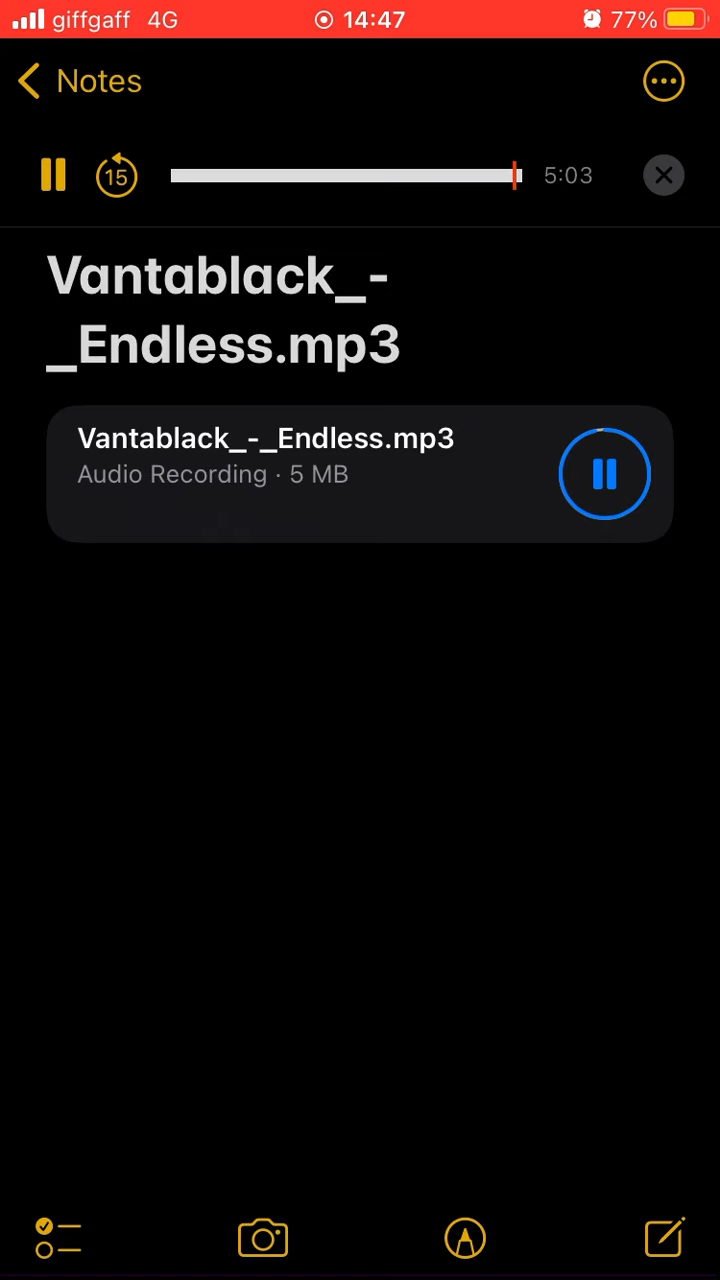 giffgaff 4G 14:47 77%
Notes
15 5:03
Vantablack_-
_Endless.mp3
Vantablack_-_Endless.mp3
Audio Recording · 5 MB